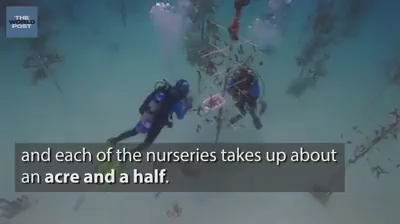 THE
WORLD
POST
and each of the nurseries takes up about
an acre and a half.